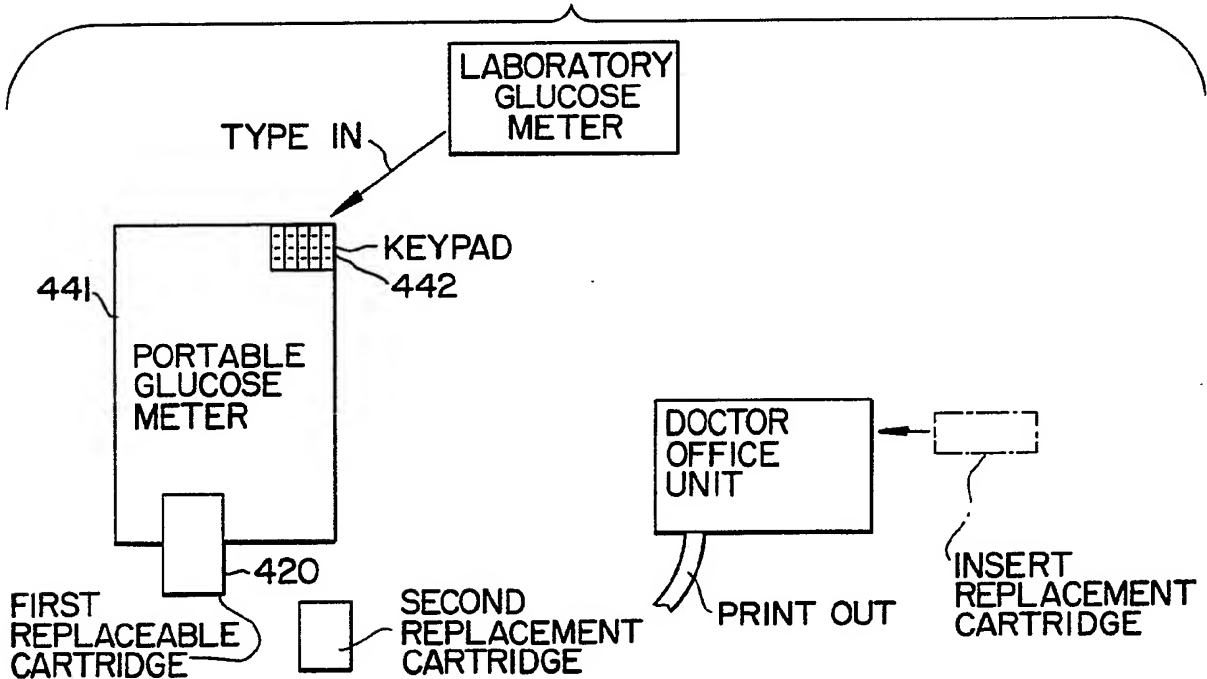 LABORATORY
GLUCOSE
METER
TYPE IN
KEYPAD
442
441
PORTABLE
GLUCOSE
METER
420
FIRST
REPLACEABLE
CARTRIDGE
SECOND
REPLACEMENT
CARTRIDGE
DOCTOR
OFFICE
UNIT
PRINT OUT
INSERT
REPLACEMENT
CARTRIDGE